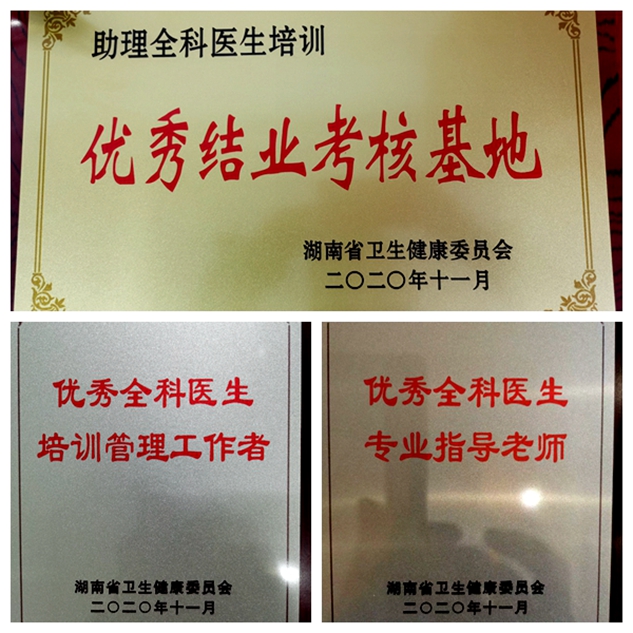 助理全科医生培训
优秀结业考核基地
湖南省卫生健康委员会
二〇二〇年十一月
优秀全科医生
培训管理工作者
湖南省卫生健康委员会
二〇二〇年十一月
优秀全科医生
专业指导老师
湖南省卫生健康委员会
二〇二〇年十一月